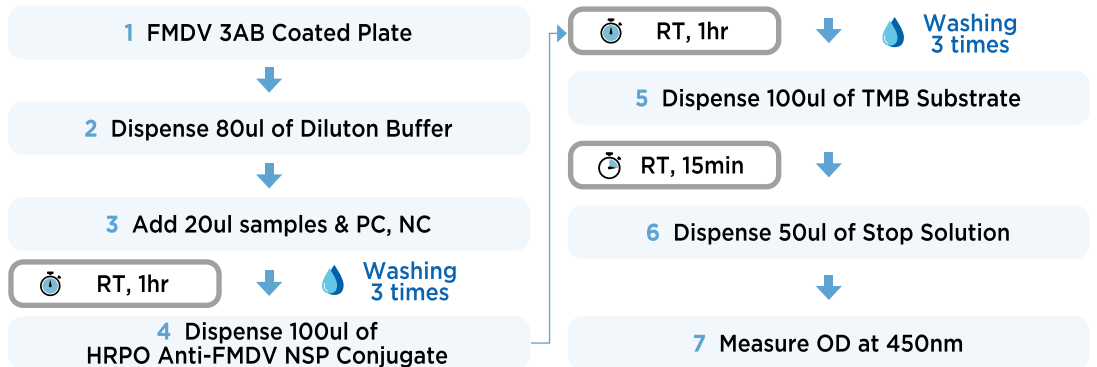 1 FMDV 3AB Coated Plate
2 Dispense 80ul of Diluton Buffer
3 Add 20ul samples & PC, NC
RT, 1hr
Washing
3 times
4 Dispense 100ul of
HRPO Anti-FMDV NSP Conjugate
RT, 1hr
Washing
3 times
5 Dispense 100ul of TMB Substrate
RT, 15min
6 Dispense 50ul of Stop Solution
7 Measure OD at 450nm